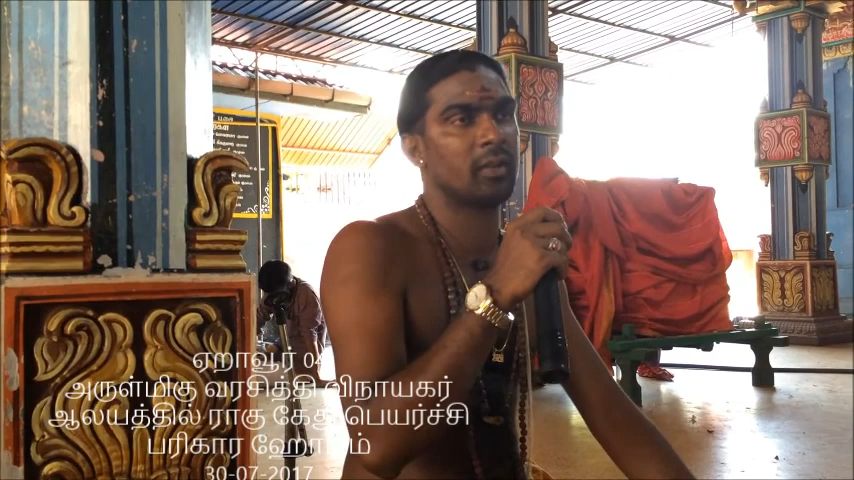 ஏறாவூர் 04
அருள்மிகு வரசித்தி விநாயகர்
ஆலயத்தில் ராகு கேது பெயர்ச்சி
பரிகார ஹோமம்
30-07-2017